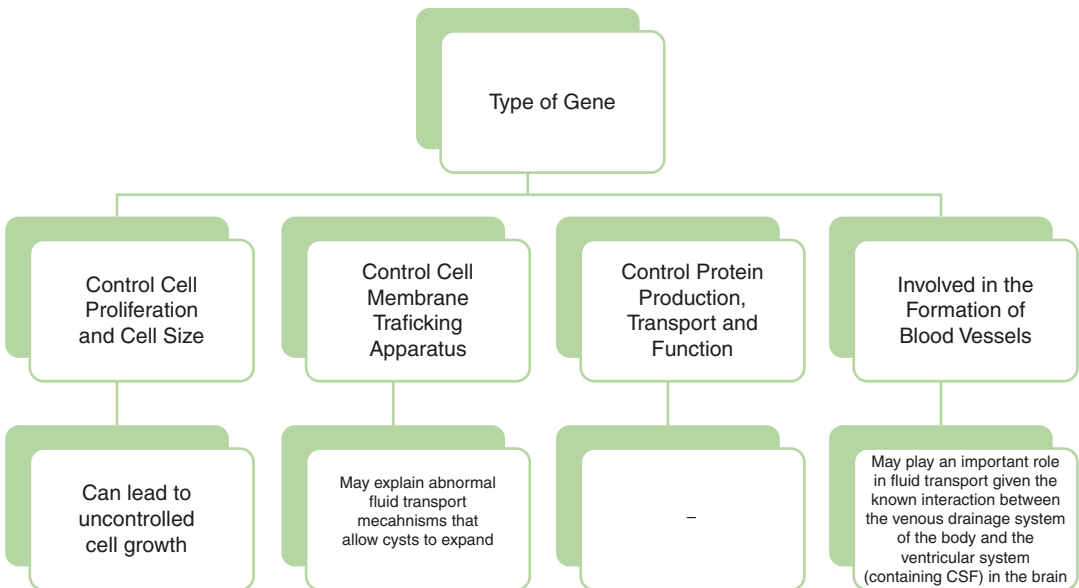 Type of Gene
Control Cell
Proliferation
and Cell Size
Control Cell
Membrane
Traficking
Apparatus
Control Protein
Production,
Transport and
Function
Involved in the
Formation of
Blood Vessels
Can lead to
uncontrolled
cell growth
May explain abnormal
fluid transport
mecahnisms that
allow cysts to expand
–
May play an important role
in fluid transport given the
known interaction between
the venous drainage system
of the body and the
ventricular system
(containing CSF) in the brain